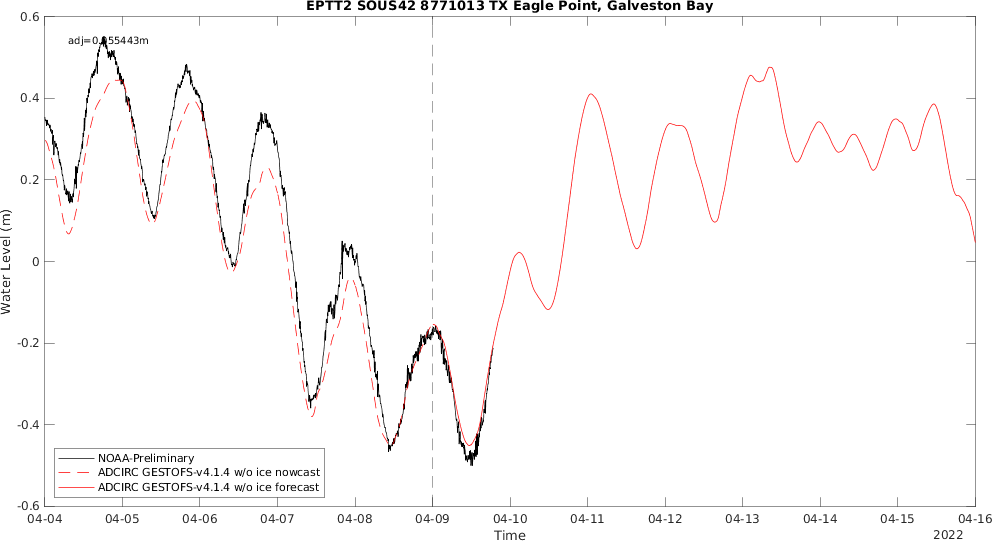 EPTT2 SOUS42 8771013 TX Eagle Point, Galveston Bay
adj=0.055443m
0.6
0.4
0.2
0
-0.2
-0.4
-0.6
Water Level (m)
NOAA-Preliminary
ADCIRC GESTOFS-v4.1.4 w/o ice nowcast
ADCIRC GESTOFS-v4.1.4 w/o ice forecast
04-04 04-05 04-06 04-07 04-08 04-09 04-10 04-11 04-12 04-13 04-14 04-15 04-16
Time
2022